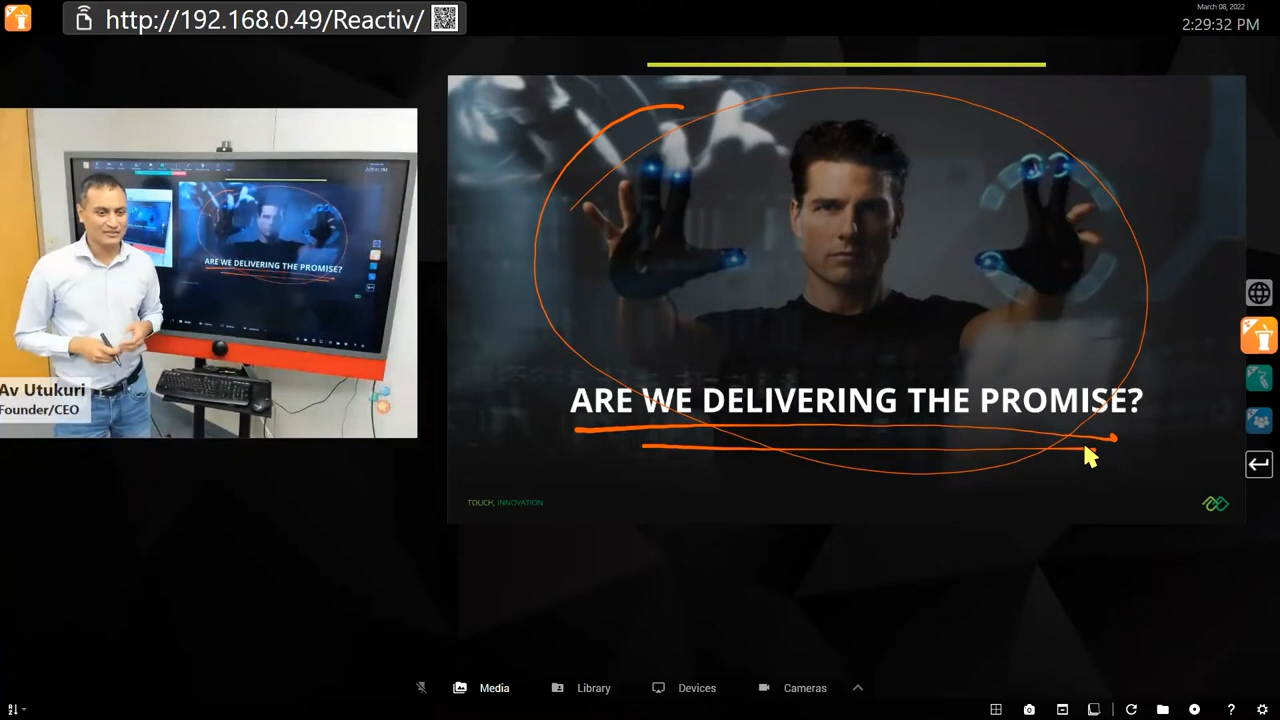 http://192.168.0.49/Reactiv/
March 08, 2022
2:29:32 PM
ARE WE DELIVERING THE PROMISE?
Av Utukuri
Founder/CEO
ARE WE DELIVERING THE PROMISE?
TOUCH, INNOVATION
Media
Library
Devices
Cameras